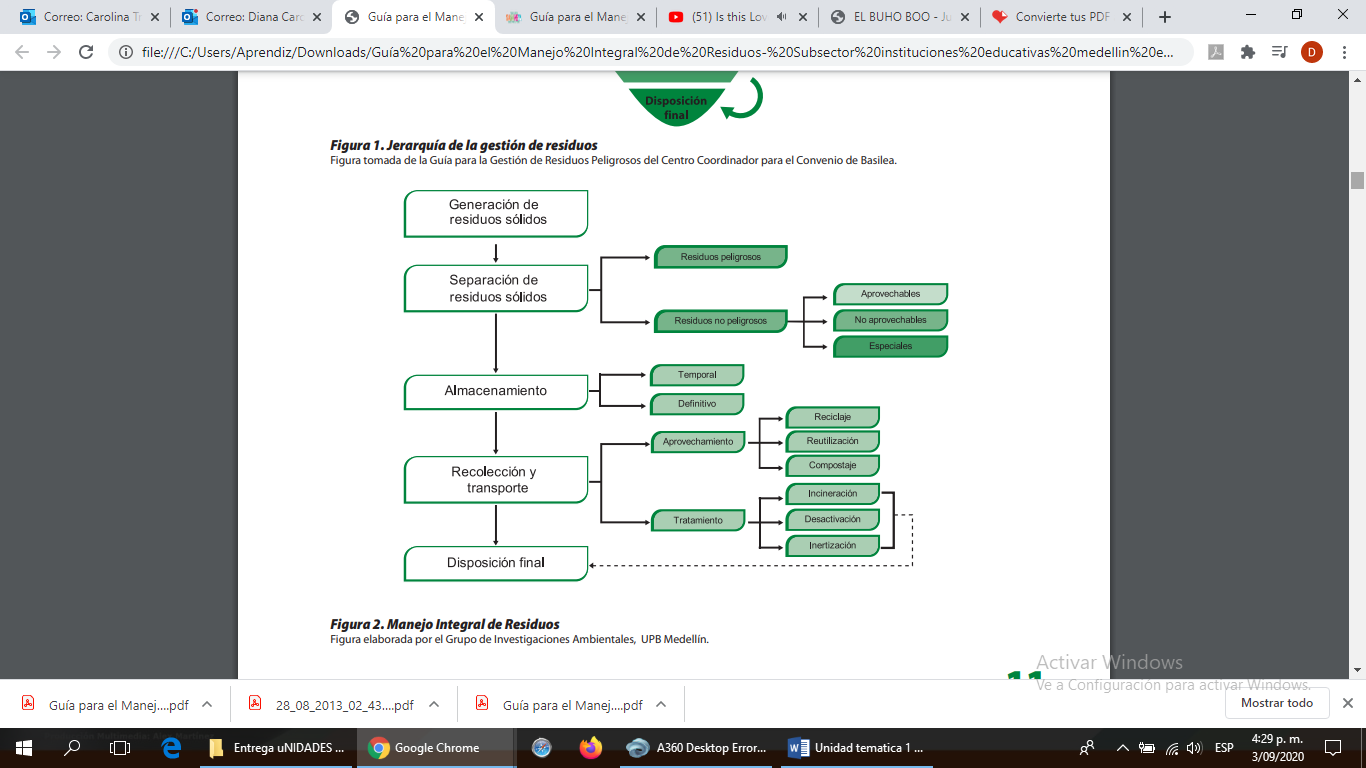 Correo: Carolina Tr
Correo: Diana Caro
Guía para el Mane
Guía para el Mane
(51) Is this Lov
EL BUHO BOO - Ju
Convierte tus PDF
file:///C:/Users/Aprendiz/Downloads/Guía%20para%20el%20Manejo%20Integral%20de%20Residuos-%20Subsector%20instituciones%20educativas%20medellin%20e...
D
Disposición
final
Figura 1. Jerarquía de la gestión de residuos
Figura tomada de la Guía para la Gestión de Residuos Peligrosos del Centro Coordinador para el Convenio de Basilea.
Generación de
residuos sólidos
Separación de
residuos sólidos
Residuos peligrosos
Residuos no peligrosos
Aprovechables
No aprovechables
Especiales
Almacenamiento
Temporal
Definitivo
Recolección y
transporte
Aprovechamiento
Reciclaje
Reutilización
Compostaje
Tratamiento
Incineración
Desactivación
Inertización
Disposición final
Figura 2. Manejo Integral de Residuos
Figura elaborada por el Grupo de Investigaciones Ambientales, UPB Medellín.
11
Activar Windows
Ve a Configuración para activar Windows.
Guía para el Manej....pdf
28_08_2013_02_43....pdf
Guía para el Manej....pdf
Mostrar todo
Entrega uNIDADES ...
Google Chrome
A360 Desktop Error...
Unidad tematica 1 ...
ESP
4:29 p. m.
3/09/2020